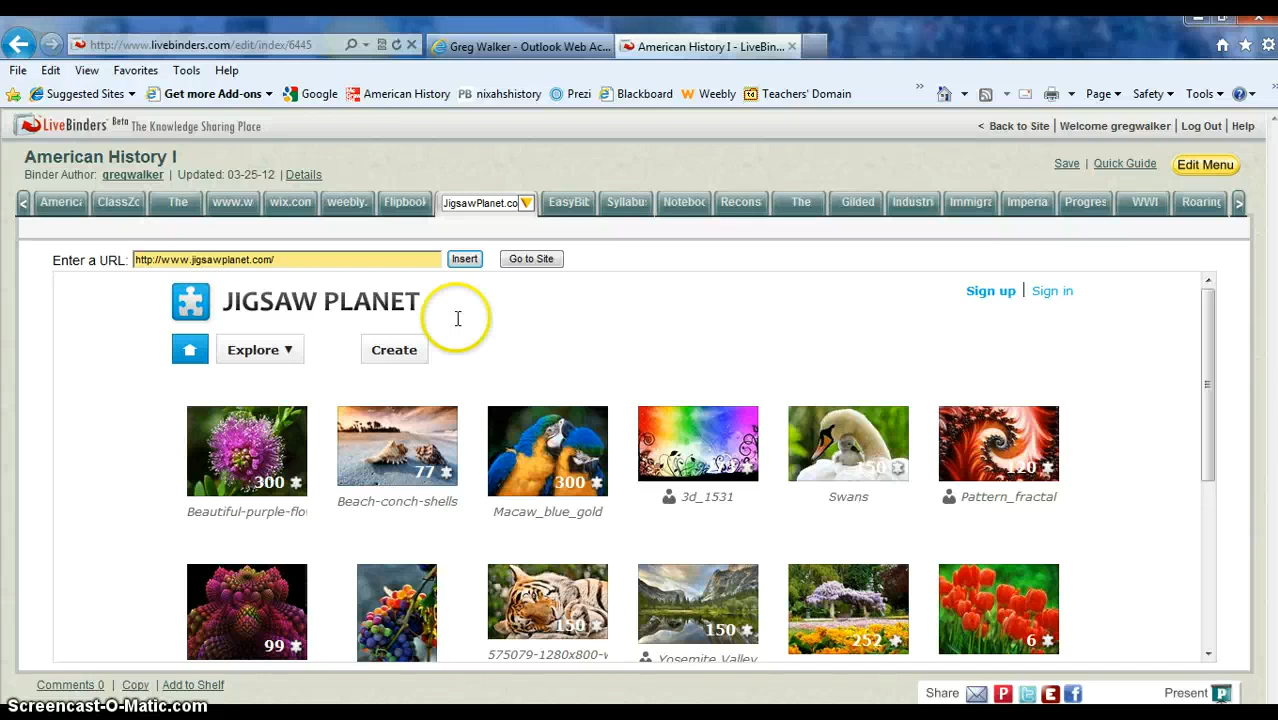 http://www.livebinders.com/edit/index/6445
Greg Walker - Outlook Web Ac...
American History I - LiveBin...
File Edit View Favorites Tools Help
Suggested Sites Get more Add-ons Google American History PB nixahshistory Prezi Blackboard Weebly Teachers' Domain » Page Safety Tools
LiveBinders Beta The Knowledge Sharing Place
< Back to Site | Welcome gregwalker | Log Out | Help
American History I
Binder Author: gregwalker | Updated: 03-25-12 | Details
Save | Quick Guide Edit Menu
< America ClassZo The www.w wix.con weebly. Flipbook JigsawPlanet.co EasyBit Syllabus Noteboo Recons The Gilded Industri Immigra Imperia Progres WWI Roaring >
Enter a URL: http://www.jigsawplanet.com/ Insert Go to Site
JIGSAW PLANET
Sign up | Sign in
Explore ▼ Create
300 77 300 150 120
Beautiful-purple-flo Beach-conch-shells Macaw_blue_gold 3d_1531 Swans Pattern_fractal
99 150 150 252 6
575079-1280x800-w Yosemite Valley
Comments 0 | Copy | Add to Shelf
Share Present
Screencast-O-Matic.com